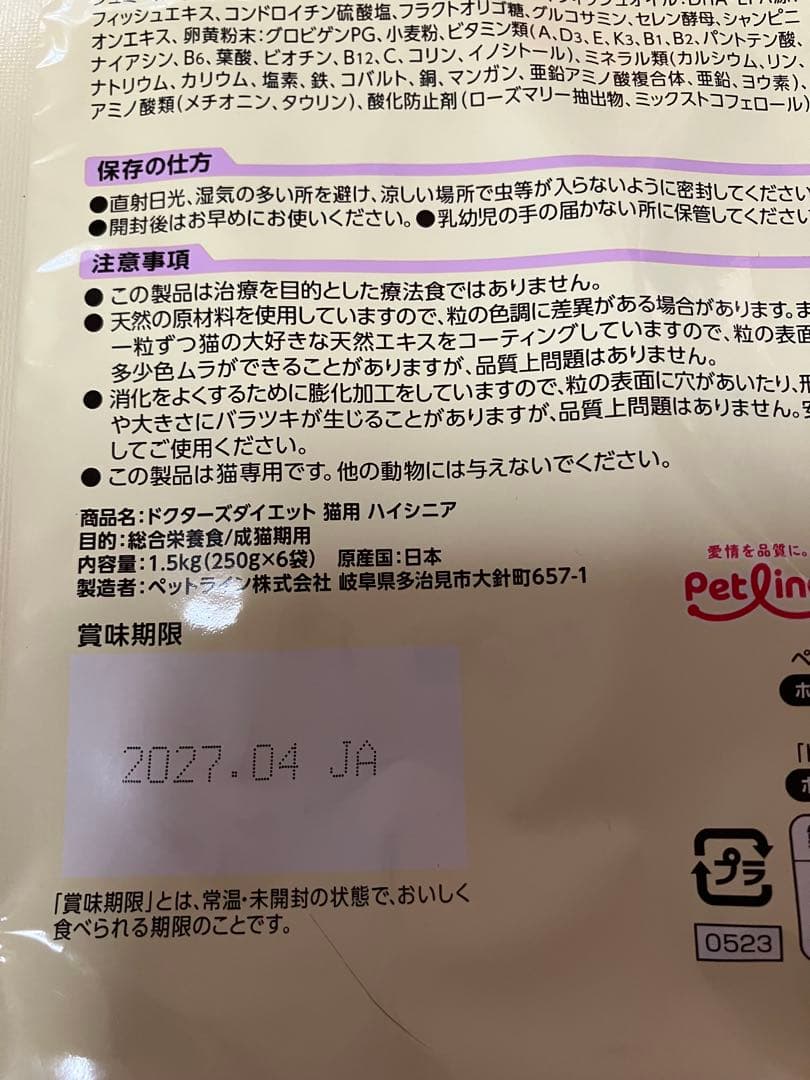 フィッシュエキス、コンドロイチン硫酸塩、フラクトオリゴ糖、グルコサミン、セレン酵母、シャンピニ
オンエキス、卵黄粉末:グロビゲンPG、小麦粉、ビタミン類(A、D3、E、K3、B1、B2、パントテン酸、
ナイアシン、B6、葉酸、ビオチン、B12、C、コリン、イノシトール)、ミネラル類(カルシウム、リン、
ナトリウム、カリウム、塩素、鉄、コバルト、銅、マンガン、亜鉛アミノ酸複合体、亜鉛、ヨウ素)、
アミノ酸類(メチオニン、タウリン)、酸化防止剤(ローズマリー抽出物、ミックストコフェロール)
保存の仕方
●直射日光、湿気の多い所を避け、涼しい場所で虫等が入らないように密封してください
●開封後はお早めにお使いください。●乳幼児の手の届かない所に保管してください
注意事項
● この製品は治療を目的とした療法食ではありません。
● 天然の原材料を使用していますので、粒の色調に差異がある場合があります。ま
一粒ずつ猫の大好きな天然エキスをコーティングしていますので、粒の表面
多少色ムラができることがありますが、品質上問題はありません。
● 消化をよくするために膨化加工をしていますので、粒の表面に穴があいたり、形
や大きさにバラツキが生じることがありますが、品質上問題はありません。安
してご使用ください。
● この製品は猫専用です。他の動物には与えないでください。
商品名:ドクターズダイエット 猫用 ハイシニア
目的:総合栄養食/成猫期用
内容量:1.5kg(250g×6袋) 原産国:日本
製造者:ペットライン株式会社 岐阜県多治見市大針町657-1
愛情を品質に。
Petline
賞味期限
2027.04 JA
「賞味期限」とは、常温・未開封の状態で、おいしく
食べられる期限のことです。
プラ
0523